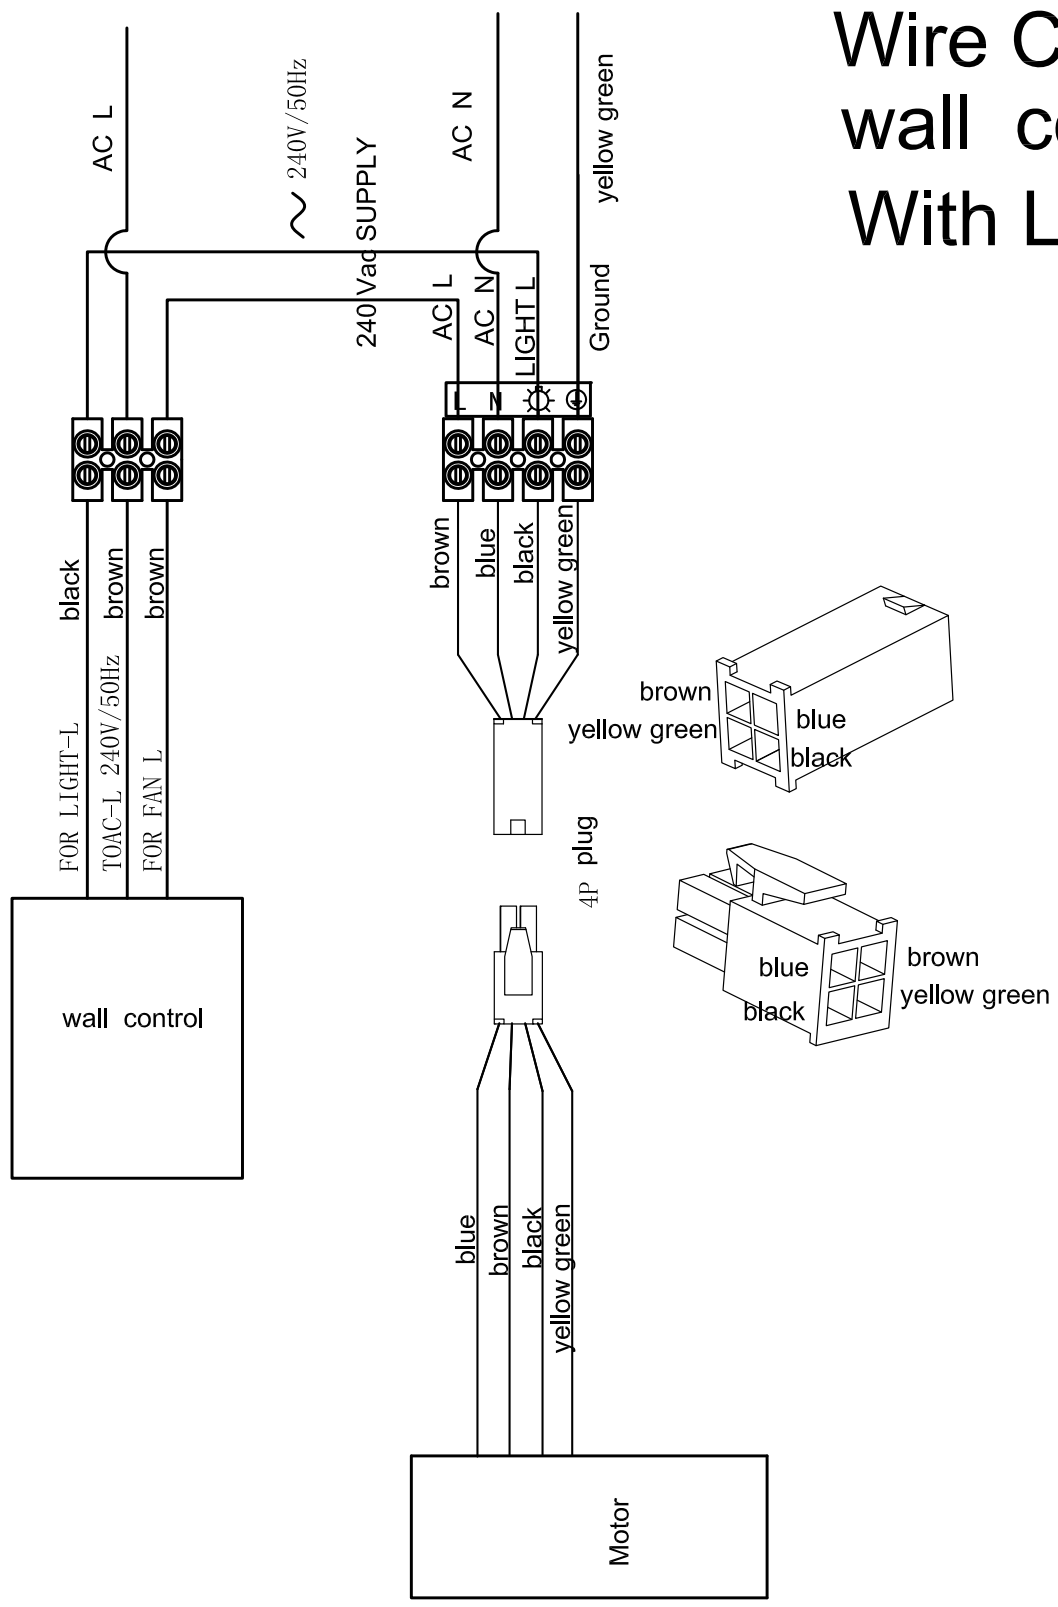 Wire C
wall co
With L
AC L
240V/50Hz
240 Vac SUPPLY
AC N
yellow green
AC L
AC N
LIGHT L
Ground
L N
black
brown
brown
FOR LIGHT-L
TOAC-L 240V/50Hz
FOR FAN L
wall control
brown
blue
black
yellow green
4P plug
brown
yellow green
blue
black
blue
black
brown
yellow green
blue
brown
black
yellow green
Motor